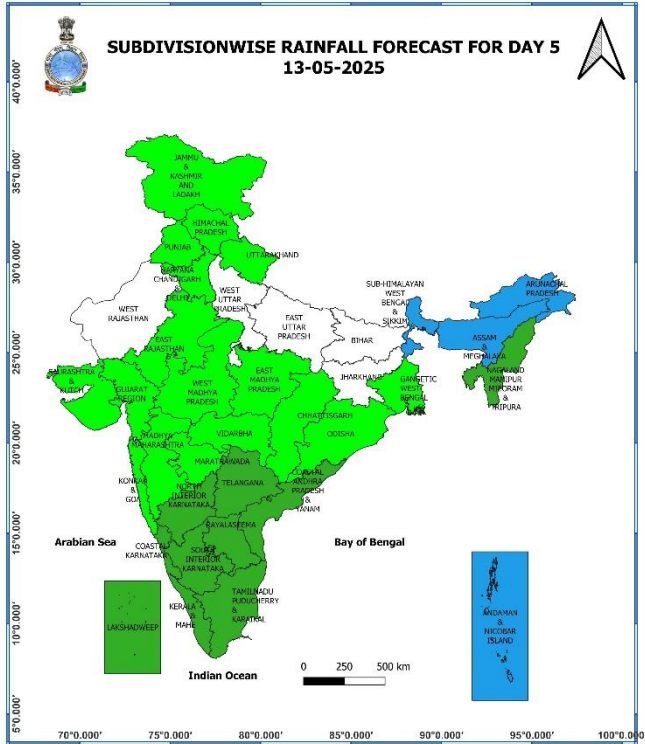 SUBDIVISIONWISE RAINFALL FORECAST FOR DAY 5
13-05-2025
40°0.000'
35°0.000'
30°0.000'
25°0.000'
20°0.000'
15°0.000'
10°0.000'
5°0.000'
JAMMU
&
KASHMIR
AND
LADAKH
HIMACHAL
PRADESH
PUNJAB
UTTARAKHAND
HARYANA
CHANDIGARH
&
DELHI
WEST
UTTAR
PRADESH
WEST
RAJASTHAN
EAST
UTTAR
PRADESH
SUB-HIMALAYAN
WEST
BENGAL
&
SIKKIM
ARUNACHAL
PRADESH
BIHAR
ASSAM
&
MEGHALAYA
EAST
RAJASTHAN
NAGALAND
MANIPUR
MIZORAM
&
TRIPURA
SAURASHTRA
&
KUTCH
GUJARAT
REGION
WEST
MADHYA
PRADESH
EAST
MADHYA
PRADESH
JHARKHAND
GANGETIC
WEST
BENGAL
CHHATTISGARH
ODISHA
MADHYA
MAHARASHTRA
VIDARBHA
MARATHWADA
KONKAN
&
GOA
NORTH
INTERIOR
KARNATAKA
TELANGANA
COASTAL
ANDHRA
PRADESH
&
YANAM
RAYALASEEMA
Arabian Sea
Bay of Bengal
COASTAL
KARNATAKA
SOUTH
INTERIOR
KARNATAKA
TAMILNADU
PUDUCHERRY
&
KARAIKAL
KERALA
&
MAHE
LAKSHADWEEP
ANDAMAN
&
NICOBAR
ISLAND
Indian Ocean
0 250 500 km
70°0.000' 75°0.000' 80°0.000' 85°0.000' 90°0.000' 95°0.000' 100°0.000'